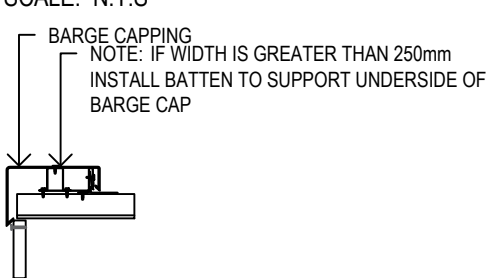 SCALE: N.T.S
BARGE CAPPING
NOTE: IF WIDTH IS GREATER THAN 250mm
INSTALL BATTEN TO SUPPORT UNDERSIDE OF
BARGE CAP